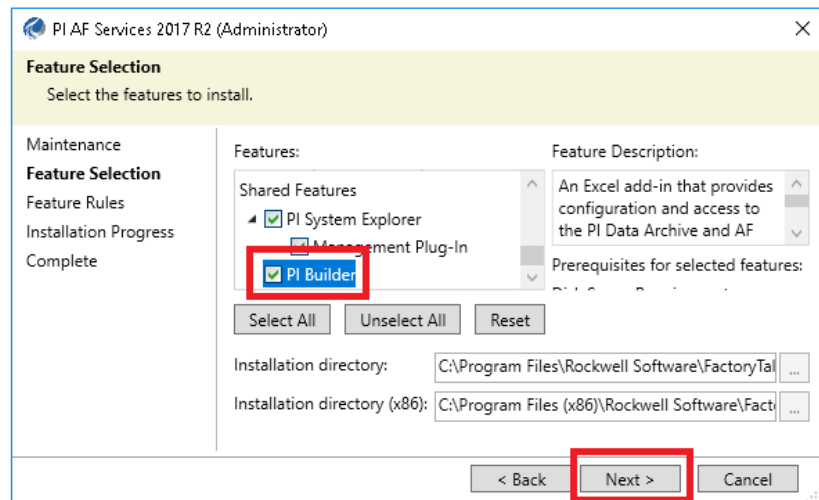 PI AF Services 2017 R2 (Administrator)
Feature Selection
Select the features to install.
Maintenance
Feature Selection
Feature Rules
Installation Progress
Complete
Features:
Shared Features
PI System Explorer
Management Plug-In
PI Builder
Select All
Unselect All
Reset
Feature Description:
An Excel add-in that provides
configuration and access to
the PI Data Archive and AF
Prerequisites for selected features:
Installation directory:
C:\Program Files\Rockwell Software\FactoryTal
...
Installation directory (x86):
C:\Program Files (x86)\Rockwell Software\Fact
...
< Back
Next >
Cancel